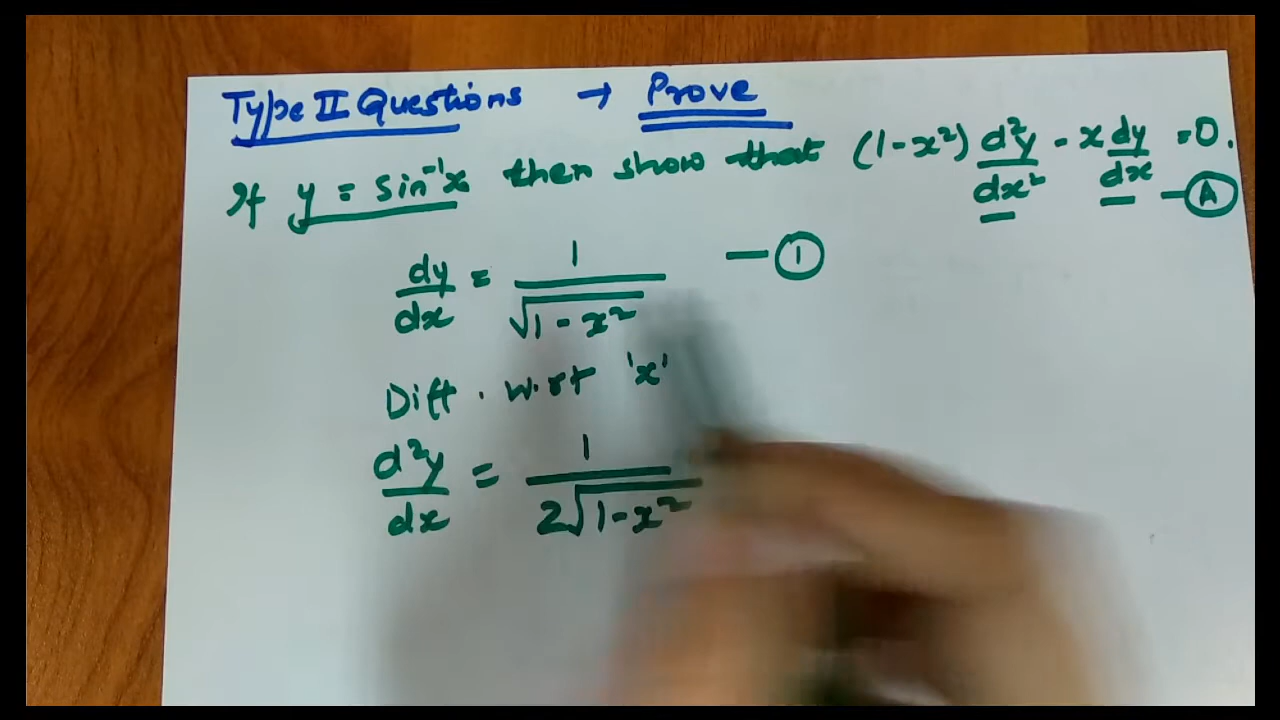 Type II Questions → Prove
If y = Sin⁻¹x then show that (1-x²) d²y/dx² - x dy/dx = 0. — (A)
dy/dx = 1/√(1-x²) — (1)
Diff. w.r.t 'x'
d²y/dx = 1/(2√(1-x²))